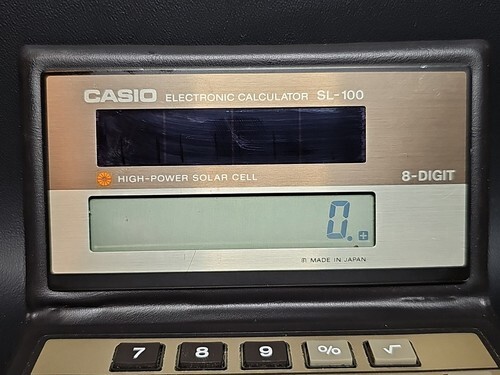 CASIO ELECTRONIC CALCULATOR SL-100
HIGH-POWER SOLAR CELL 8-DIGIT
0.
MADE IN JAPAN
7 8 9 % √